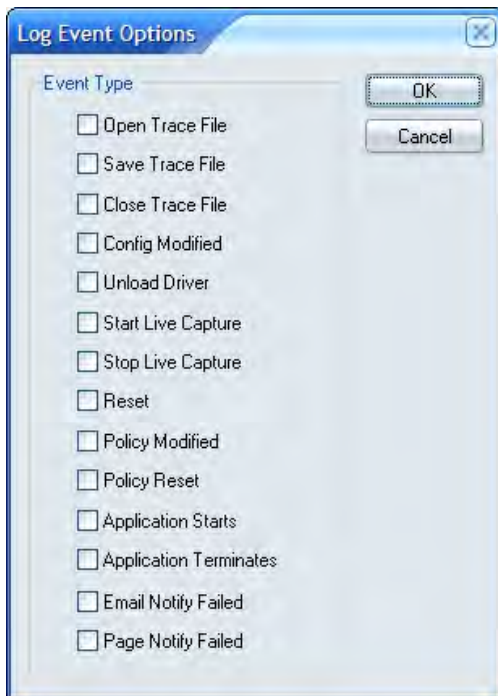 Log Event Options
Event Type
OK
Cancel
Open Trace File
Save Trace File
Close Trace File
Config Modified
Unload Driver
Start Live Capture
Stop Live Capture
Reset
Policy Modified
Policy Reset
Application Starts
Application Terminates
Email Notify Failed
Page Notify Failed